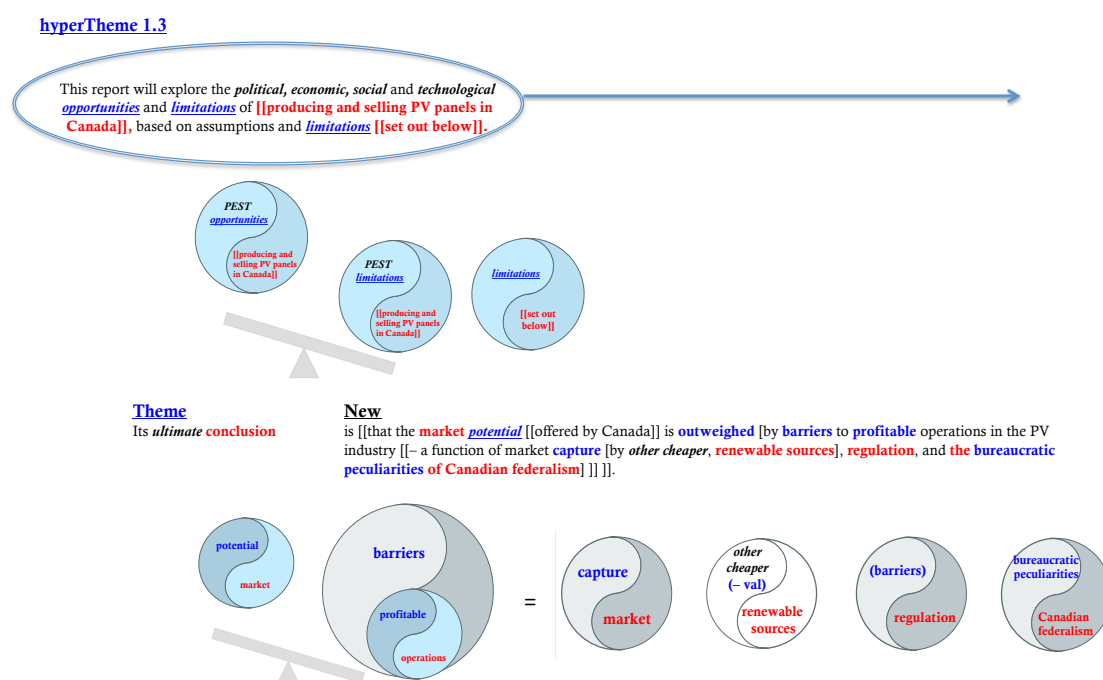 hyperTheme 1.3
This report will explore the political, economic, social and technological
opportunities and limitations of [[producing and selling PV panels in
Canada]], based on assumptions and limitations [[set out below]].
PEST
opportunities
[[producing and
selling PV panels
in Canada]]
PEST
limitations
[[producing and
selling PV panels
in Canada]]
limitations
[[set out
below]]
Theme
Its ultimate conclusion
New
is [[that the market potential [[offered by Canada]] is outweighed [by barriers to profitable operations in the PV
industry [[– a function of market capture [by other cheaper, renewable sources], regulation, and the bureaucratic
peculiarities of Canadian federalism] ]] ]].
potential
market
barriers
profitable
operations
=
capture
market
other
cheaper
(– val)
renewable
sources
(barriers)
regulation
bureaucratic
peculiarities
Canadian
federalism